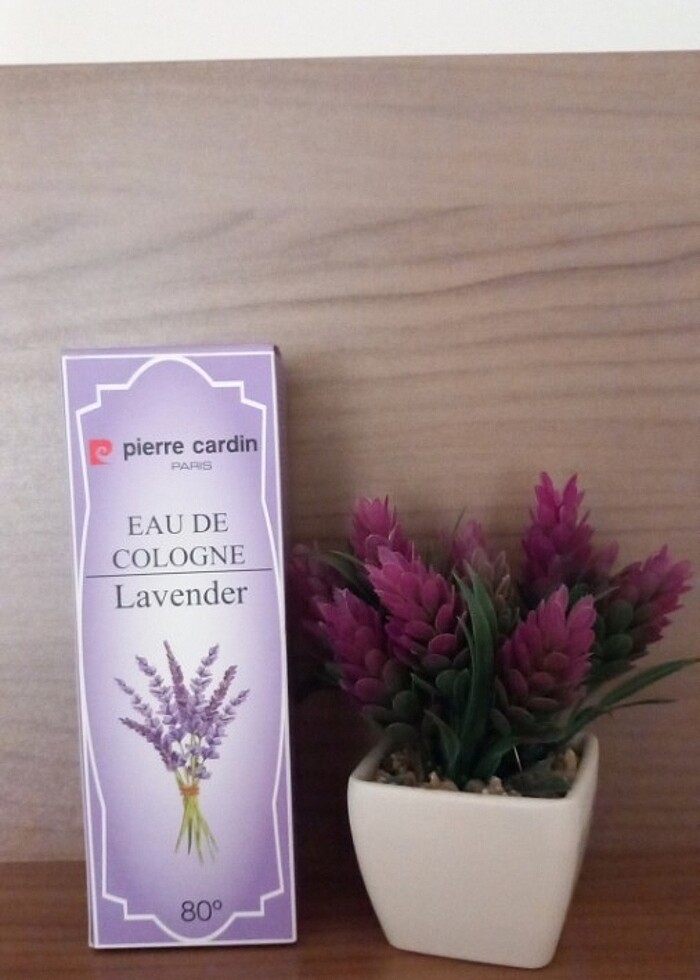 pierre cardin
PARIS
EAU DE
COLOGNE
Lavender
80°